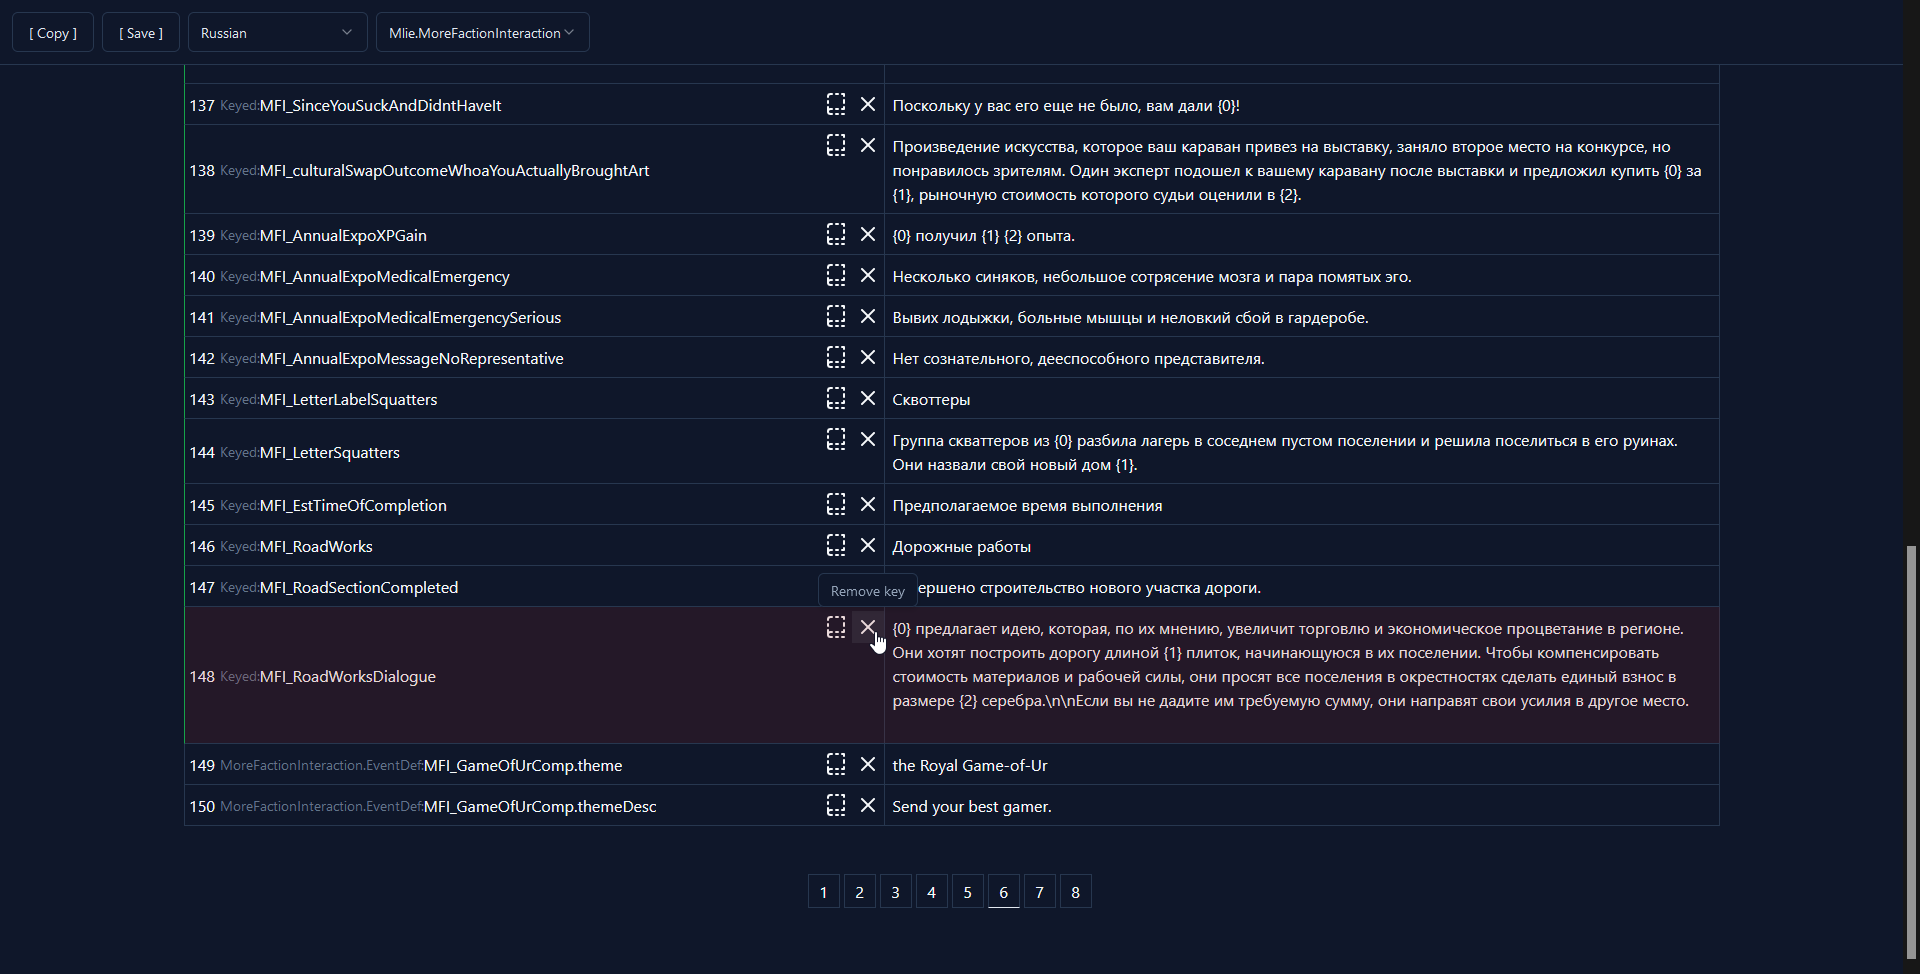 [ Copy ] [ Save ] Russian Mlie.MoreFactionInteraction
137 Keyed:MFI_SinceYouSuckAndDidntHaveIt Поскольку у вас его еще не было, вам дали {0}!
138 Keyed:MFI_culturalSwapOutcomeWhoaYouActuallyBroughtArt
Произведение искусства, которое ваш караван привез на выставку, заняло второе место на конкурсе, но
понравилось зрителям. Один эксперт подошел к вашему каравану после выставки и предложил купить {0} за
{1}, рыночную стоимость которого судьи оценили в {2}.
139 Keyed:MFI_AnnualExpoXPGain {0} получил {1} {2} опыта.
140 Keyed:MFI_AnnualExpoMedicalEmergency Несколько синяков, небольшое сотрясение мозга и пара помятых эго.
141 Keyed:MFI_AnnualExpoMedicalEmergencySerious Вывих лодыжки, больные мышцы и неловкий сбой в гардеробе.
142 Keyed:MFI_AnnualExpoMessageNoRepresentative Нет сознательного, дееспособного представителя.
143 Keyed:MFI_LetterLabelSquatters Сквоттеры
144 Keyed:MFI_LetterSquatters
Группа скваттеров из {0} разбила лагерь в соседнем пустом поселении и решила поселиться в его руинах.
Они назвали свой новый дом {1}.
145 Keyed:MFI_EstTimeOfCompletion Предполагаемое время выполнения
146 Keyed:MFI_RoadWorks Дорожные работы
147 Keyed:MFI_RoadSectionCompleted строительство нового участка дороги.
Remove key
148 Keyed:MFI_RoadWorksDialogue
{0} предлагает идею, которая, по их мнению, увеличит торговлю и экономическое процветание в регионе.
Они хотят построить дорогу длиной {1} плиток, начинающуюся в их поселении. Чтобы компенсировать
стоимость материалов и рабочей силы, они просят все поселения в окрестностях сделать единый взнос в
размере {2} серебра.\n\nЕсли вы не дадите им требуемую сумму, они направят свои усилия в другое место.
149 MoreFactionInteraction.EventDef:MFI_GameOfUrComp.theme the Royal Game-of-Ur
150 MoreFactionInteraction.EventDef:MFI_GameOfUrComp.themeDesc Send your best gamer.
1 2 3 4 5 6 7 8